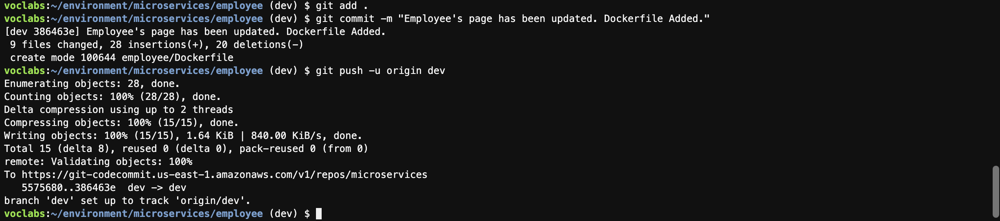 voclabs:~/environment/microservices/employee (dev) $ git add .
voclabs:~/environment/microservices/employee (dev) $ git commit -m "Employee's page has been updated. Dockerfile Added."
[dev 386463e] Employee's page has been updated. Dockerfile Added.
 9 files changed, 28 insertions(+), 20 deletions(-)
 create mode 100644 employee/Dockerfile
voclabs:~/environment/microservices/employee (dev) $ git push -u origin dev
Enumerating objects: 28, done.
Counting objects: 100% (28/28), done.
Delta compression using up to 2 threads
Compressing objects: 100% (15/15), done.
Writing objects: 100% (15/15), 1.64 KiB | 840.00 KiB/s, done.
Total 15 (delta 8), reused 0 (delta 0), pack-reused 0 (from 0)
remote: Validating objects: 100%
To https://git-codecommit.us-east-1.amazonaws.com/v1/repos/microservices
   5575680..386463e  dev -> dev
branch 'dev' set up to track 'origin/dev'.
voclabs:~/environment/microservices/employee (dev) $